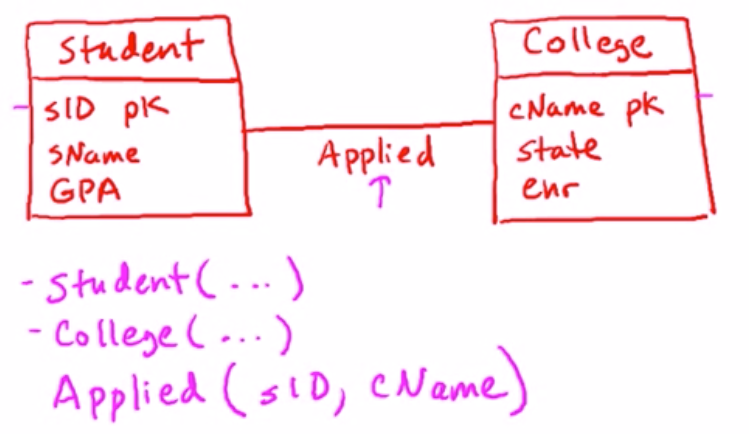 Student
sID pk
sName
GPA
Applied
College
cName pk
state
enr
- Student(...)
- College(...)
Applied(sID, cName)